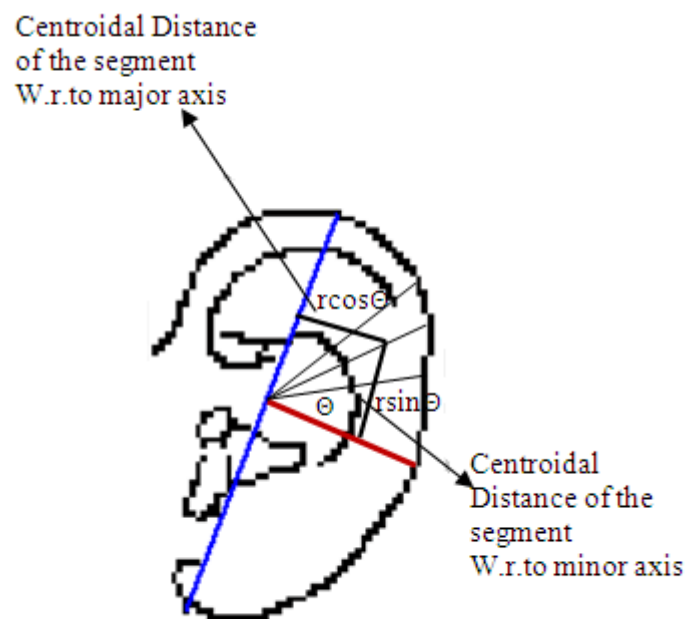 Centroidal Distance
of the segment
W.r.to major axis
rcosΘ
Θ
rsinΘ
Centroidal
Distance of the
segment
W.r.to minor axis